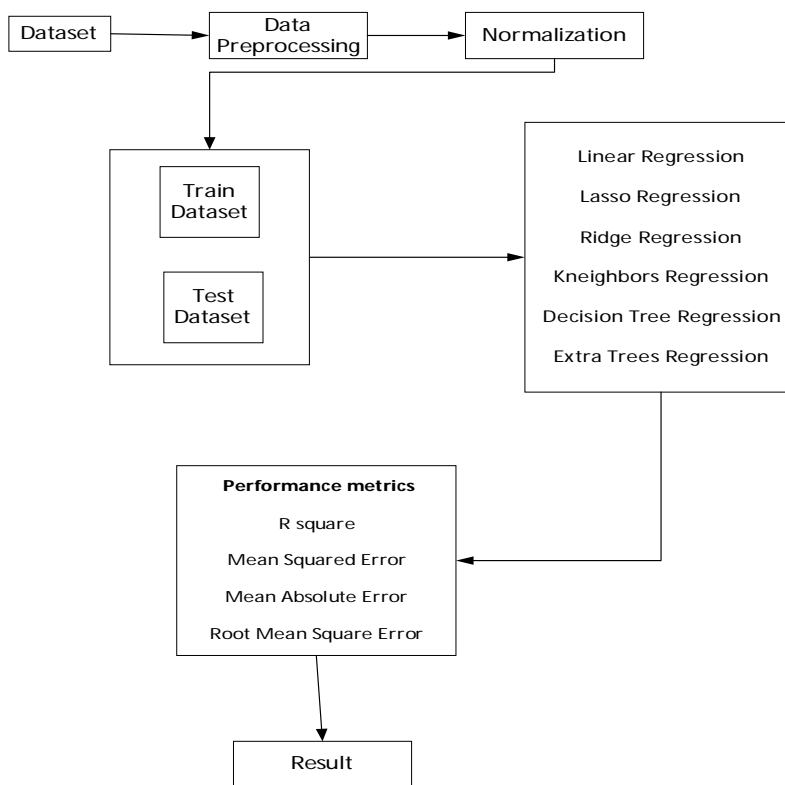 Dataset
Data
Preprocessing
Normalization
Train
Dataset
Test
Dataset
Linear Regression
Lasso Regression
Ridge Regression
Kneighbors Regression
Decision Tree Regression
Extra Trees Regression
Performance metrics
R square
Mean Squared Error
Mean Absolute Error
Root Mean Square Error
Result